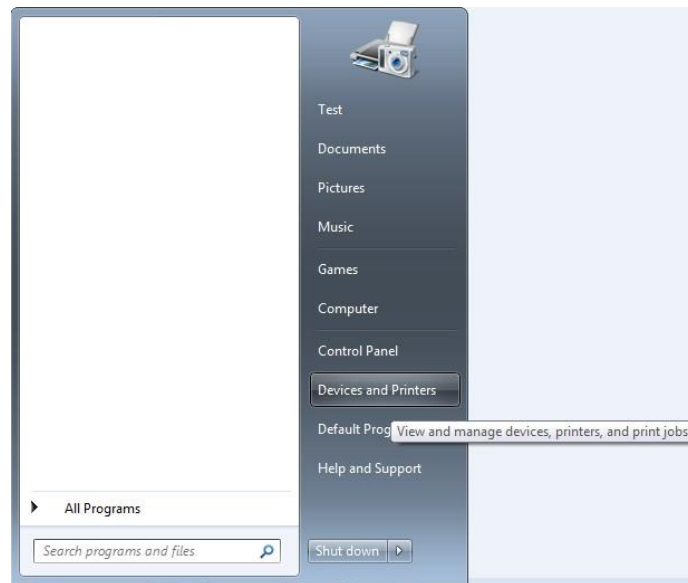 Test
Documents
Pictures
Music
Games
Computer
Control Panel
Devices and Printers
Default Prog
View and manage devices, printers, and print jobs
Help and Support
All Programs
Search programs and files
Shut down